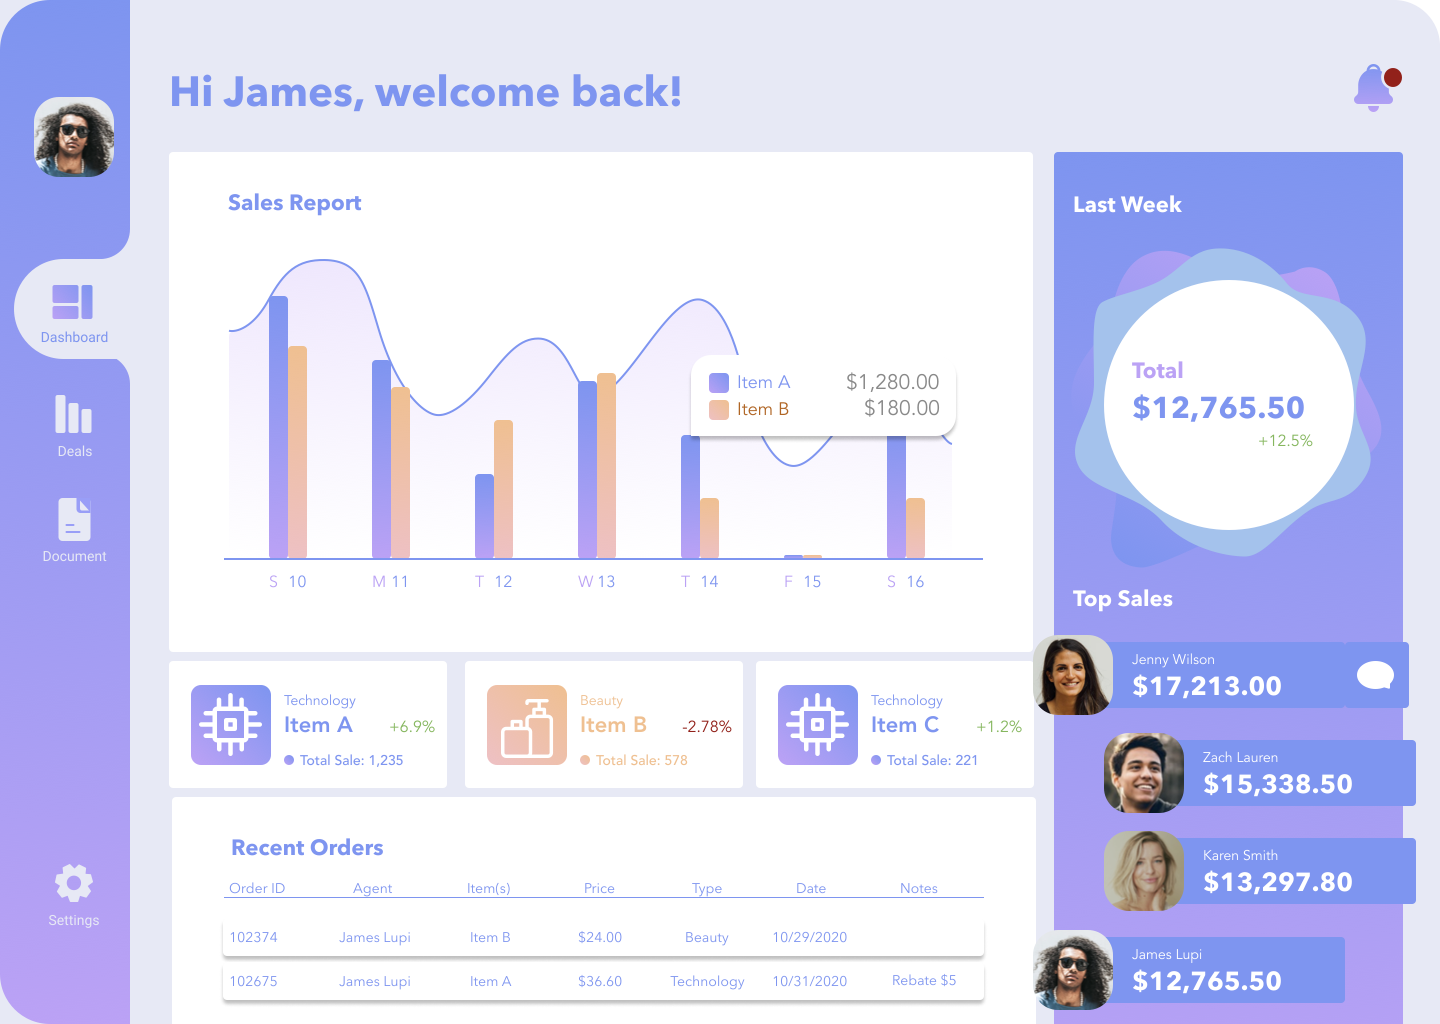 Hi James, welcome back!
Dashboard
Deals
Document
Settings
Sales Report
Item A $1,280.00
Item B $180.00
S 10 M 11 T 12 W 13 T 14 F 15 S 16
Last Week
Total
$12,765.50
+12.5%
Technology
Item A +6.9%
Total Sale: 1,235
Beauty
Item B -2.78%
Total Sale: 578
Technology
Item C +1.2%
Total Sale: 221
Top Sales
Jenny Wilson
$17,213.00
Zach Lauren
$15,338.50
Karen Smith
$13,297.80
James Lupi
$12,765.50
Recent Orders
Order ID Agent Item(s) Price Type Date Notes
102374 James Lupi Item B $24.00 Beauty 10/29/2020
102675 James Lupi Item A $36.60 Technology 10/31/2020 Rebate $5